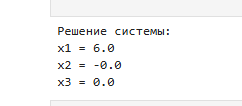 Решение системы:
x1 = 6.0
x2 = -0.0
x3 = 0.0